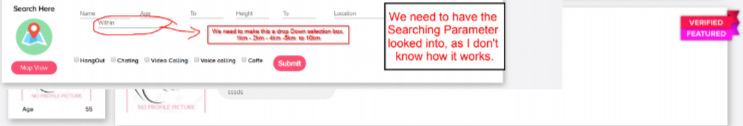 Search Here
Name Age To Height To Location
Within
We need to make this a drop Down selection box.
1km - 2km - 4km -5km to 10km
Map View
HangOut Chating Video Calling Voice calling Caffe Submit
We need to have the
Searching Parameter
looked into, as I don't
know how it works.
VERIFIED
FEATURED
NO PROFILE PICTURE
Age 55
NO PROFILE PICTURE